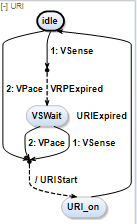 [-] URI
idle
1: VSense
2: VPace VRPExpired
VSWait URIExpired
2: VPace 1: VSense
/ URIStart
URI_on